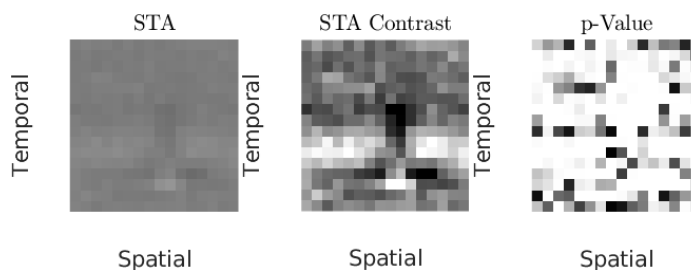 STA
STA Contrast
p-Value
Temporal
Temporal
Temporal
Spatial
Spatial
Spatial